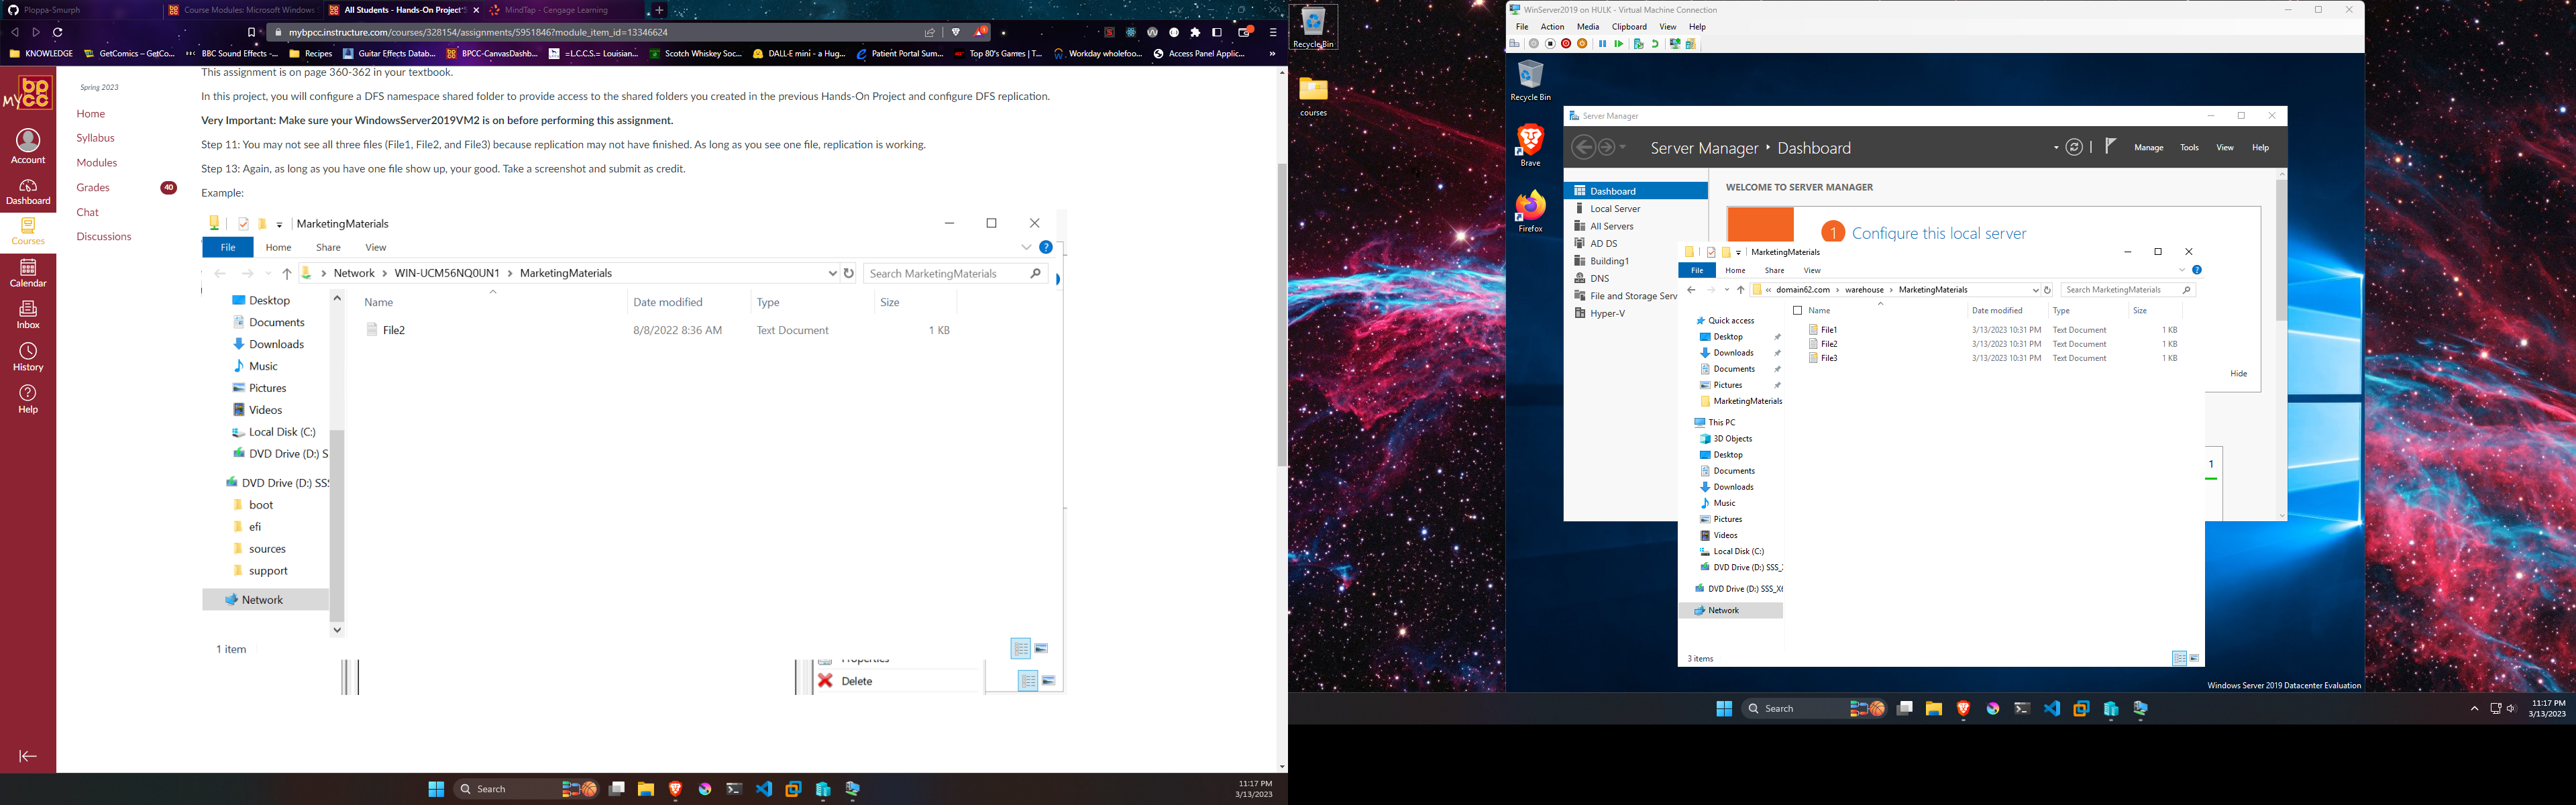 Ploppa-Smurph
Course Modules: Microsoft Windows
All Students - Hands-On Project
MindTap - Cengage Learning
mybpcc.instructure.com/courses/328154/assignments/5951846?module_item_id=13346624
KNOWLEDGE
GetComics – GetCo...
BBC Sound Effects -...
Recipes
Guitar Effects Datab...
BPCC-CanvasDashb...
=L.C.C.S.= Louisian...
Scotch Whiskey Soc...
DALL·E mini - a Hug...
Patient Portal Sum...
Top 80's Games | T...
Workday wholefoo...
Access Panel Applic...
»
MY bp cc
Account
Dashboard
Courses
Calendar
Inbox
History
Help
Spring 2023
Home
Syllabus
Modules
Grades 40
Chat
Discussions
This assignment is on page 360-362 in your textbook.
In this project, you will configure a DFS namespace shared folder to provide access to the shared folders you created in the previous Hands-On Project and configure DFS replication.
Very Important: Make sure your WindowsServer2019VM2 is on before performing this assignment.
Step 11: You may not see all three files (File1, File2, and File3) because replication may not have finished. As long as you see one file, replication is working.
Step 13: Again, as long as you have one file show up, your good. Take a screenshot and submit as credit.
Example:
MarketingMaterials
File Home Share View
Network > WIN-UCM56NQ0UN1 > MarketingMaterials
Search MarketingMaterials
Name Date modified Type Size
File2 8/8/2022 8:36 AM Text Document 1 KB
Desktop
Documents
Downloads
Music
Pictures
Videos
Local Disk (C:)
DVD Drive (D:) S
DVD Drive (D:) SS
boot
efi
sources
support
Network
1 item
Properties
Delete
Search
11:17 PM
3/13/2023
Recycle Bin
courses
WinServer2019 on HULK - Virtual Machine Connection
File Action Media Clipboard View Help
Recycle Bin
Brave
Firefox
Server Manager
Server Manager ‣ Dashboard
Manage Tools View Help
Dashboard
Local Server
All Servers
AD DS
Building1
DNS
File and Storage Serv
Hyper-V
WELCOME TO SERVER MANAGER
1 Configure this local server
Hide
1
MarketingMaterials
File Home Share View
« domain62.com > warehouse > MarketingMaterials
Search MarketingMaterials
Name Date modified Type Size
File1 3/13/2023 10:31 PM Text Document 1 KB
File2 3/13/2023 10:31 PM Text Document 1 KB
File3 3/13/2023 10:31 PM Text Document 1 KB
Quick access
Desktop
Downloads
Documents
Pictures
MarketingMaterials
This PC
3D Objects
Desktop
Documents
Downloads
Music
Pictures
Videos
Local Disk (C:)
DVD Drive (D:) SSS_
DVD Drive (D:) SSS_X6
Network
3 items
Windows Server 2019 Datacenter Evaluation
Search
11:17 PM
3/13/2023